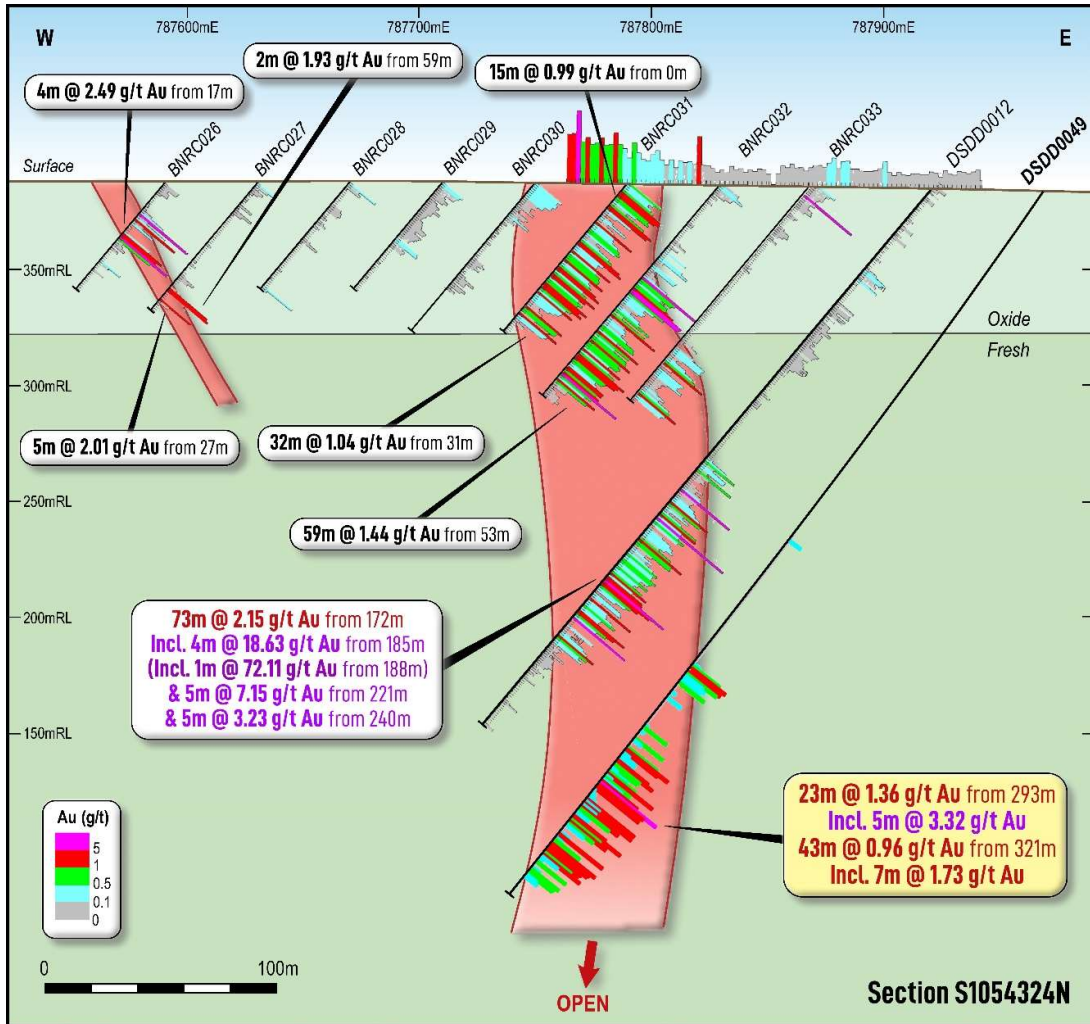 787600mE
787700mE
787800mE
787900mE
W
E
2m @ 1.93 g/t Au from 59m
15m @ 0.99 g/t Au from 0m
4m @ 2.49 g/t Au from 17m
Surface
BNRC026
BNRC027
BNRC028
BNRC029
BNRC030
BNRC031
BNRC032
BNRC033
DSDD0012
DSDD0049
350mRL
Oxide
Fresh
300mRL
5m @ 2.01 g/t Au from 27m
32m @ 1.04 g/t Au from 31m
250mRL
59m @ 1.44 g/t Au from 53m
200mRL
73m @ 2.15 g/t Au from 172m
Incl. 4m @ 18.63 g/t Au from 185m
(Incl. 1m @ 72.11 g/t Au from 188m)
& 5m @ 7.15 g/t Au from 221m
& 5m @ 3.23 g/t Au from 240m
150mRL
23m @ 1.36 g/t Au from 293m
Incl. 5m @ 3.32 g/t Au
43m @ 0.96 g/t Au from 321m
Incl. 7m @ 1.73 g/t Au
Au (g/t)
5
1
0.5
0.1
0
0
100m
OPEN
Section S1054324N